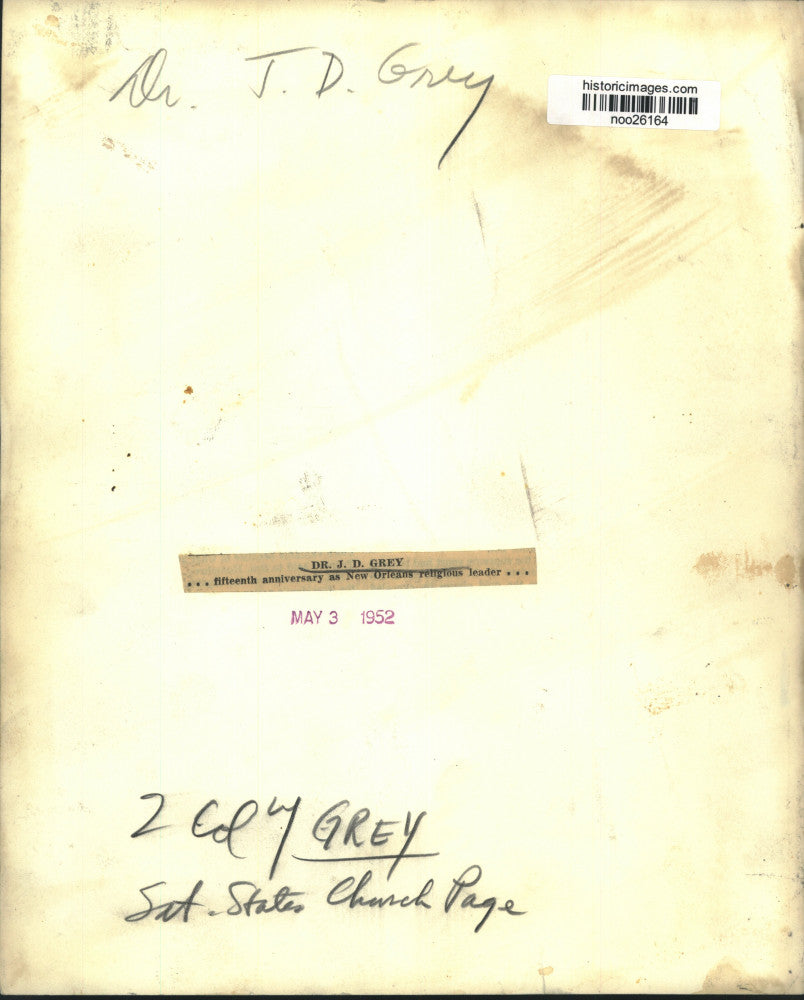 Dr. J. D. Grey
historicimages.com
noo26164
DR. J. D. GREY
... fifteenth anniversary as New Orleans religious leader ...
MAY 3 1952
2 Col GREY
Sat. States Church Page